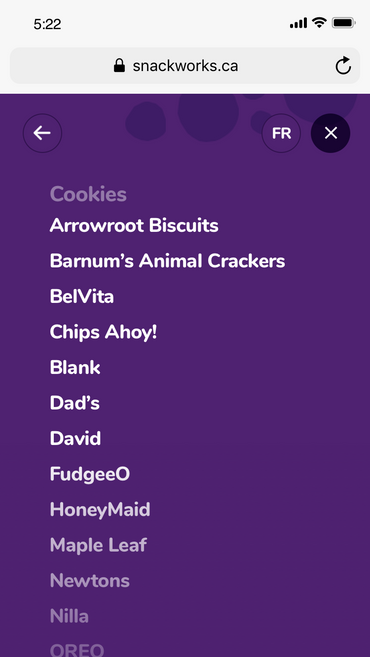 5:22
snackworks.ca
FR
Cookies
Arrowroot Biscuits
Barnum’s Animal Crackers
BelVita
Chips Ahoy!
Blank
Dad’s
David
FudgeeO
HoneyMaid
Maple Leaf
Newtons
Nilla
OREO